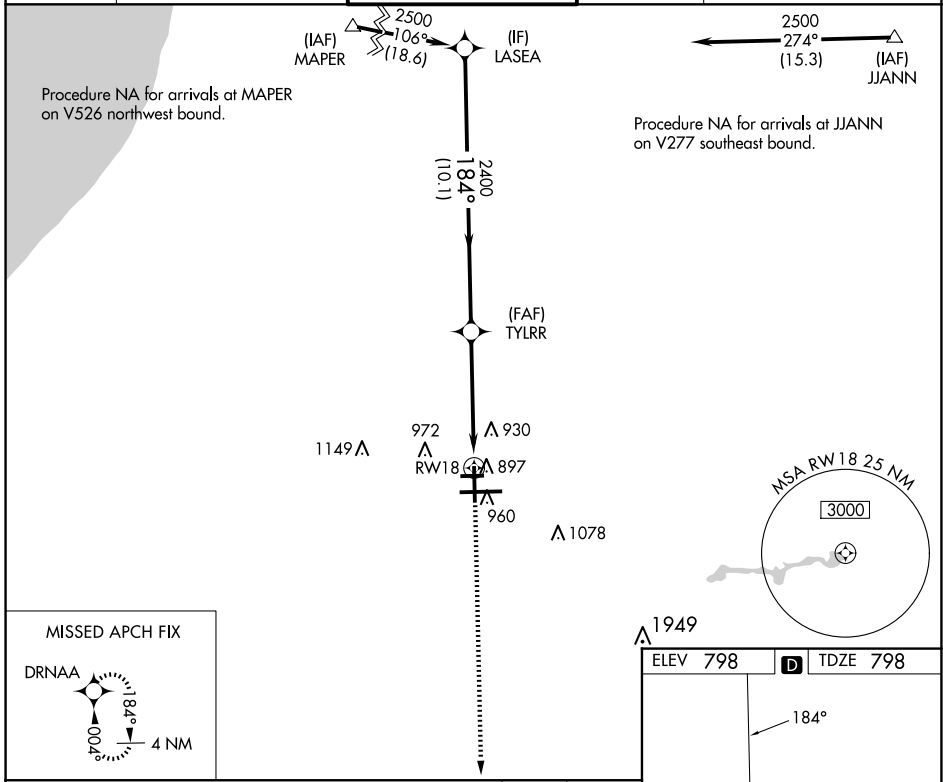 (IAF)
MAPER
2500
106°
(18.6)
(IF)
LASEA
2500
274°
(15.3)
(IAF)
JJANN
Procedure NA for arrivals at MAPER
on V526 northwest bound.
Procedure NA for arrivals at JJANN
on V277 southeast bound.
2400
184°
(10.1)
(FAF)
TYLRR
1149
972
930
RW18
897
960
1078
MSA RW18 25 NM
3000
1949
MISSED APCH FIX
DRNAA
184°
004°
4 NM
ELEV 798
D
TDZE 798
184°